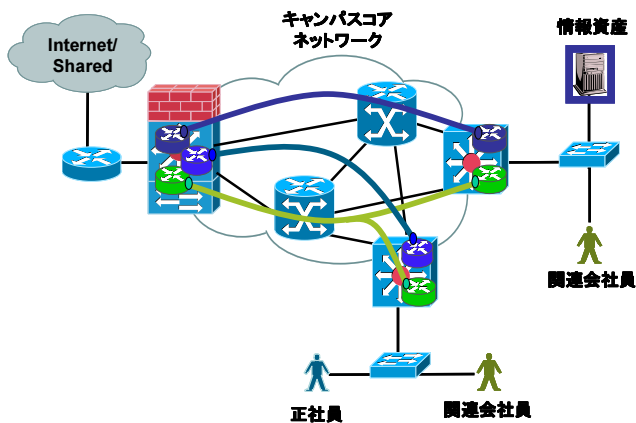 キャンパスコア
ネットワーク
情報資産
Internet/
Shared
関連会社員
正社員
関連会社員